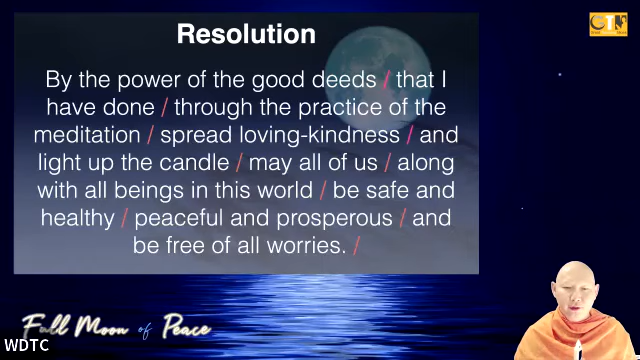 Resolution
By the power of the good deeds / that I
have done / through the practice of the
meditation / spread loving-kindness / and
light up the candle / may all of us / along
with all beings in this world / be safe and
healthy / peaceful and prosperous / and
be free of all worries. /
Full Moon of Peace
WDTC